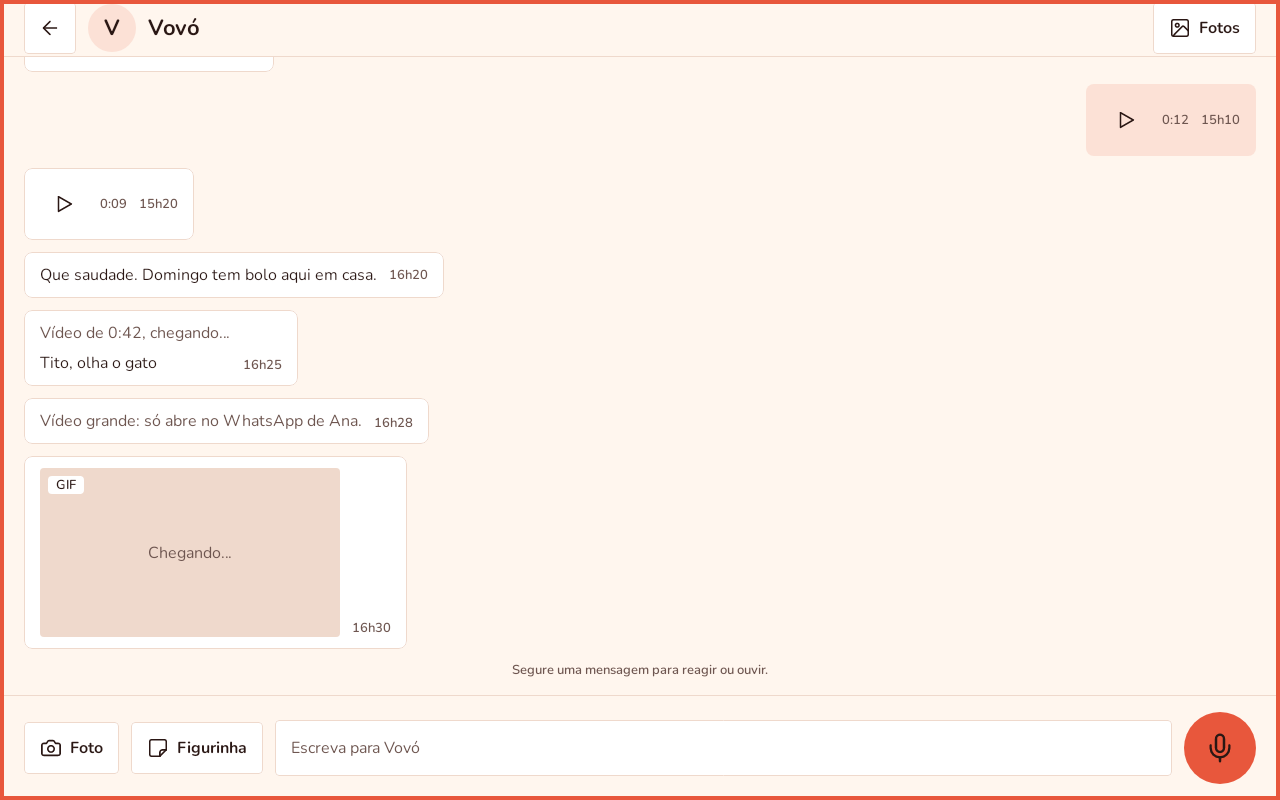 V
Vovó
Fotos
0:12 15h10
0:09 15h20
Que saudade. Domingo tem bolo aqui em casa. 16h20
Vídeo de 0:42, chegando...
Tito, olha o gato 16h25
Vídeo grande: só abre no WhatsApp de Ana. 16h28
GIF
Chegando...
16h30
Segure uma mensagem para reagir ou ouvir.
Foto
Figurinha
Escreva para Vovó